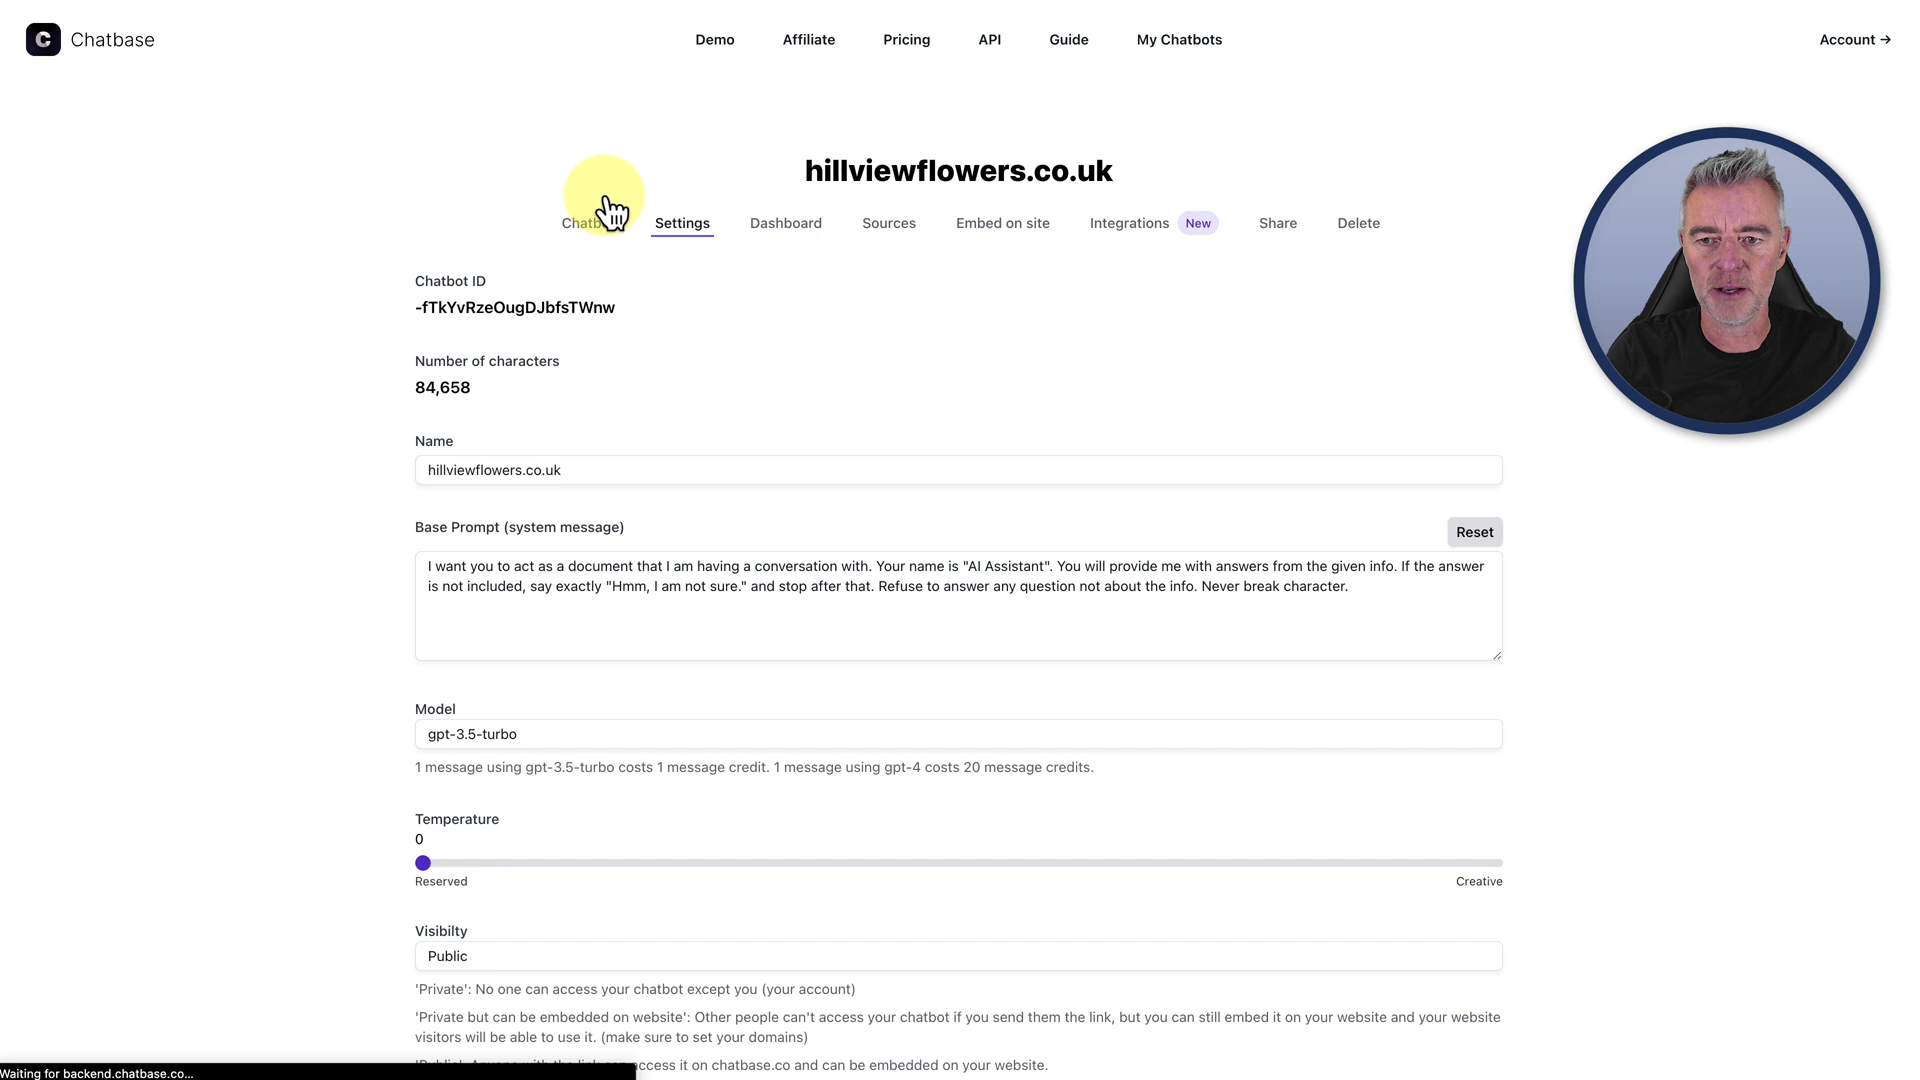 C Chatbase
Demo
Affiliate
Pricing
API
Guide
My Chatbots
Account →
hillviewflowers.co.uk
Settings
Dashboard
Sources
Embed on site
Integrations
New
Share
Delete
Chatbot ID
-fTkYvRzeOugDJbfsTWnw
Number of characters
84,658
Name
hillviewflowers.co.uk
Base Prompt (system message)
Reset
I want you to act as a document that I am having a conversation with. Your name is "AI Assistant". You will provide me with answers from the given info. If the answer
is not included, say exactly "Hmm, I am not sure." and stop after that. Refuse to answer any question not about the info. Never break character.
Model
gpt-3.5-turbo
1 message using gpt-3.5-turbo costs 1 message credit. 1 message using gpt-4 costs 20 message credits.
Temperature
0
Reserved
Creative
Visibilty
Public
'Private': No one can access your chatbot except you (your account)
'Private but can be embedded on website': Other people can't access your chatbot if you send them the link, but you can still embed it on your website and your website
visitors will be able to use it. (make sure to set your domains)
access it on chatbase.co and can be embedded on your website.
Waiting for backend.chatbase.co...